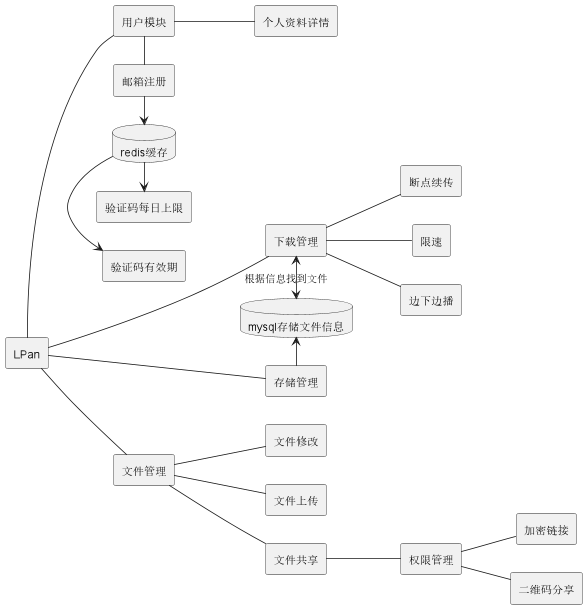 用户模块
个人资料详情
邮箱注册
redis缓存
验证码每日上限
验证码有效期
断点续传
下载管理
限速
根据信息找到文件
边下边播
mysql存储文件信息
LPan
存储管理
文件修改
文件管理
文件上传
加密链接
文件共享
权限管理
二维码分享